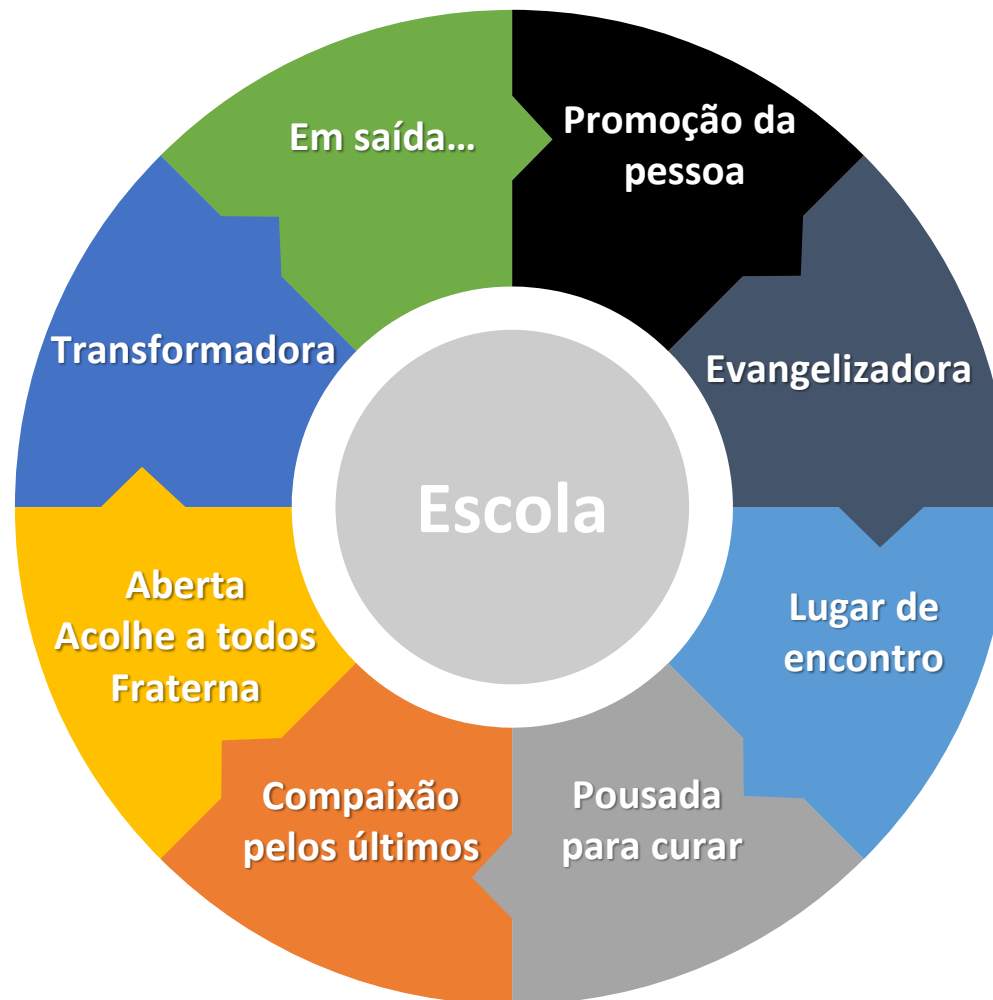 Em saída...
Promoção da
pessoa
Transformadora
Evangelizadora
Escola
Aberta
Acolhe a todos
Fraterna
Lugar de
encontro
Compaixão
pelos últimos
Pousada
para curar